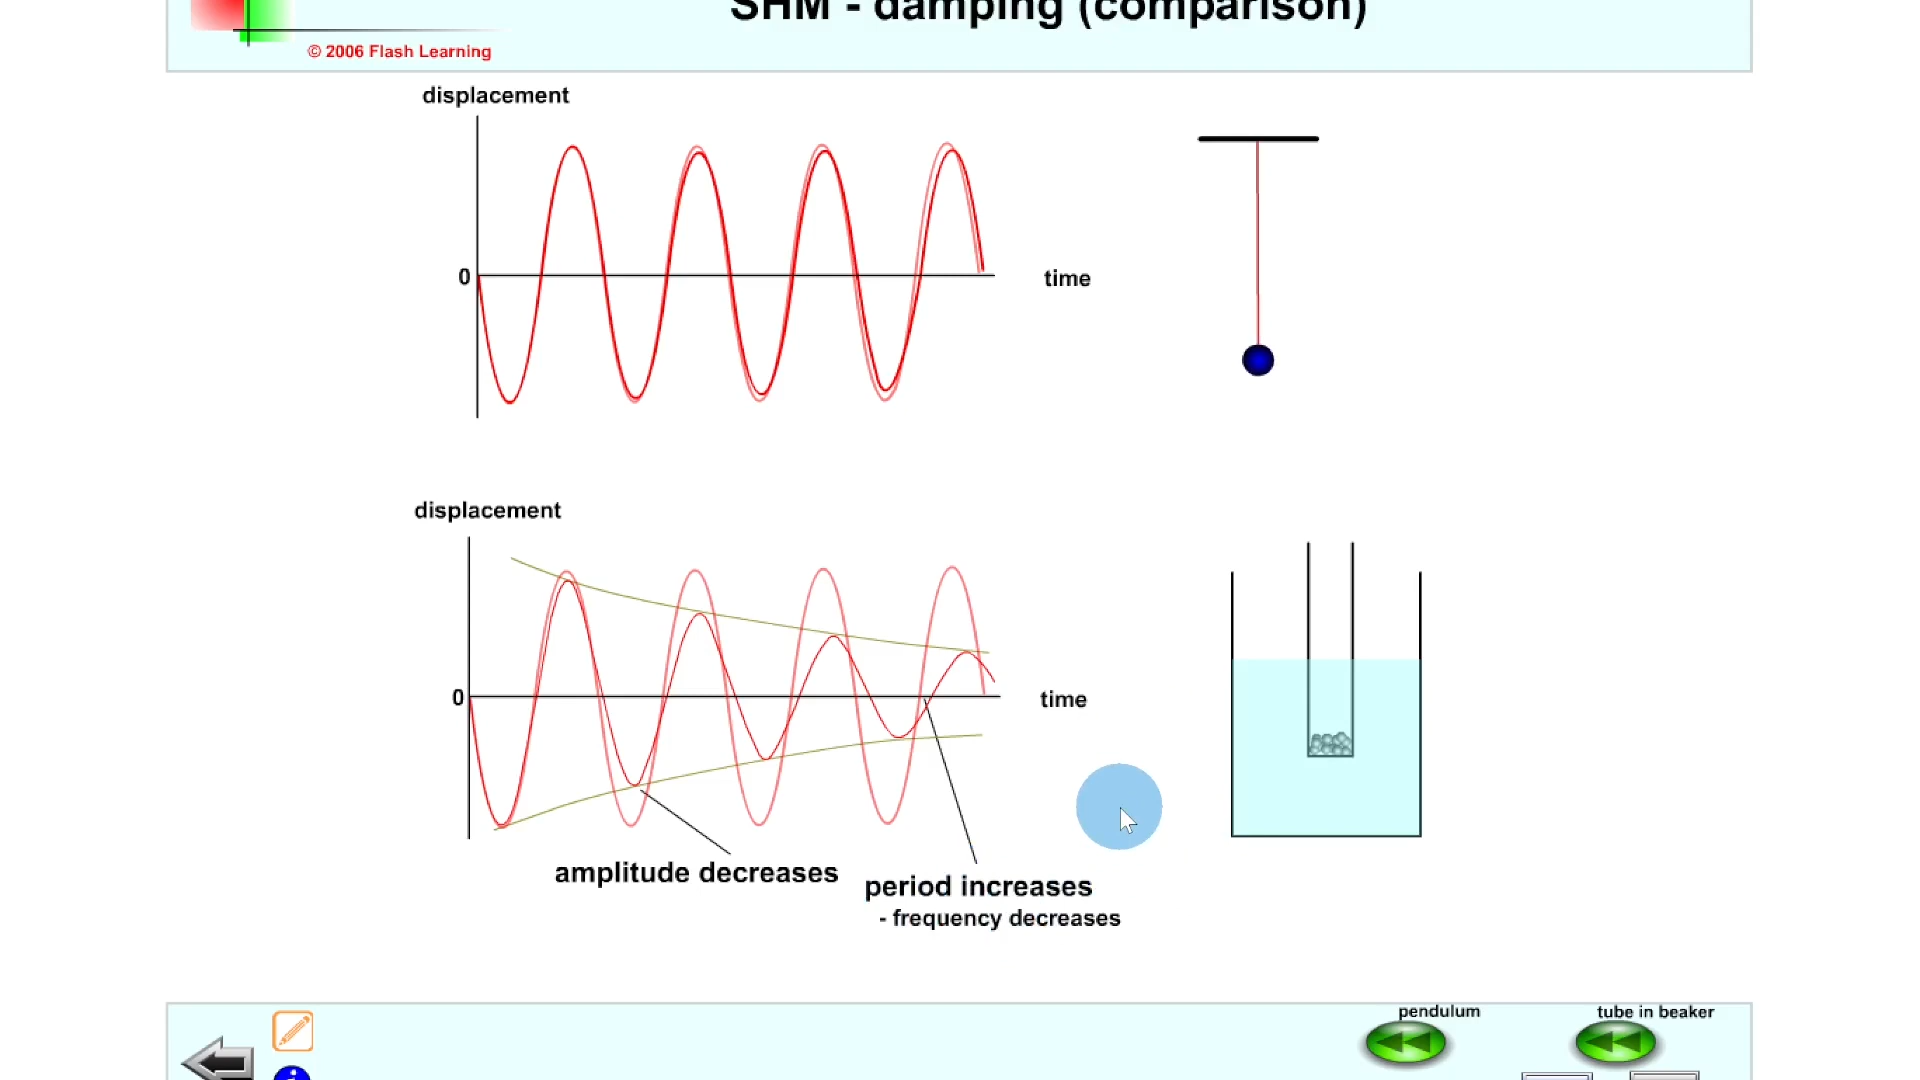 SHM - damping (comparison)
© 2006 Flash Learning
displacement
0
time
displacement
0
time
amplitude decreases
period increases
- frequency decreases
pendulum
tube in beaker